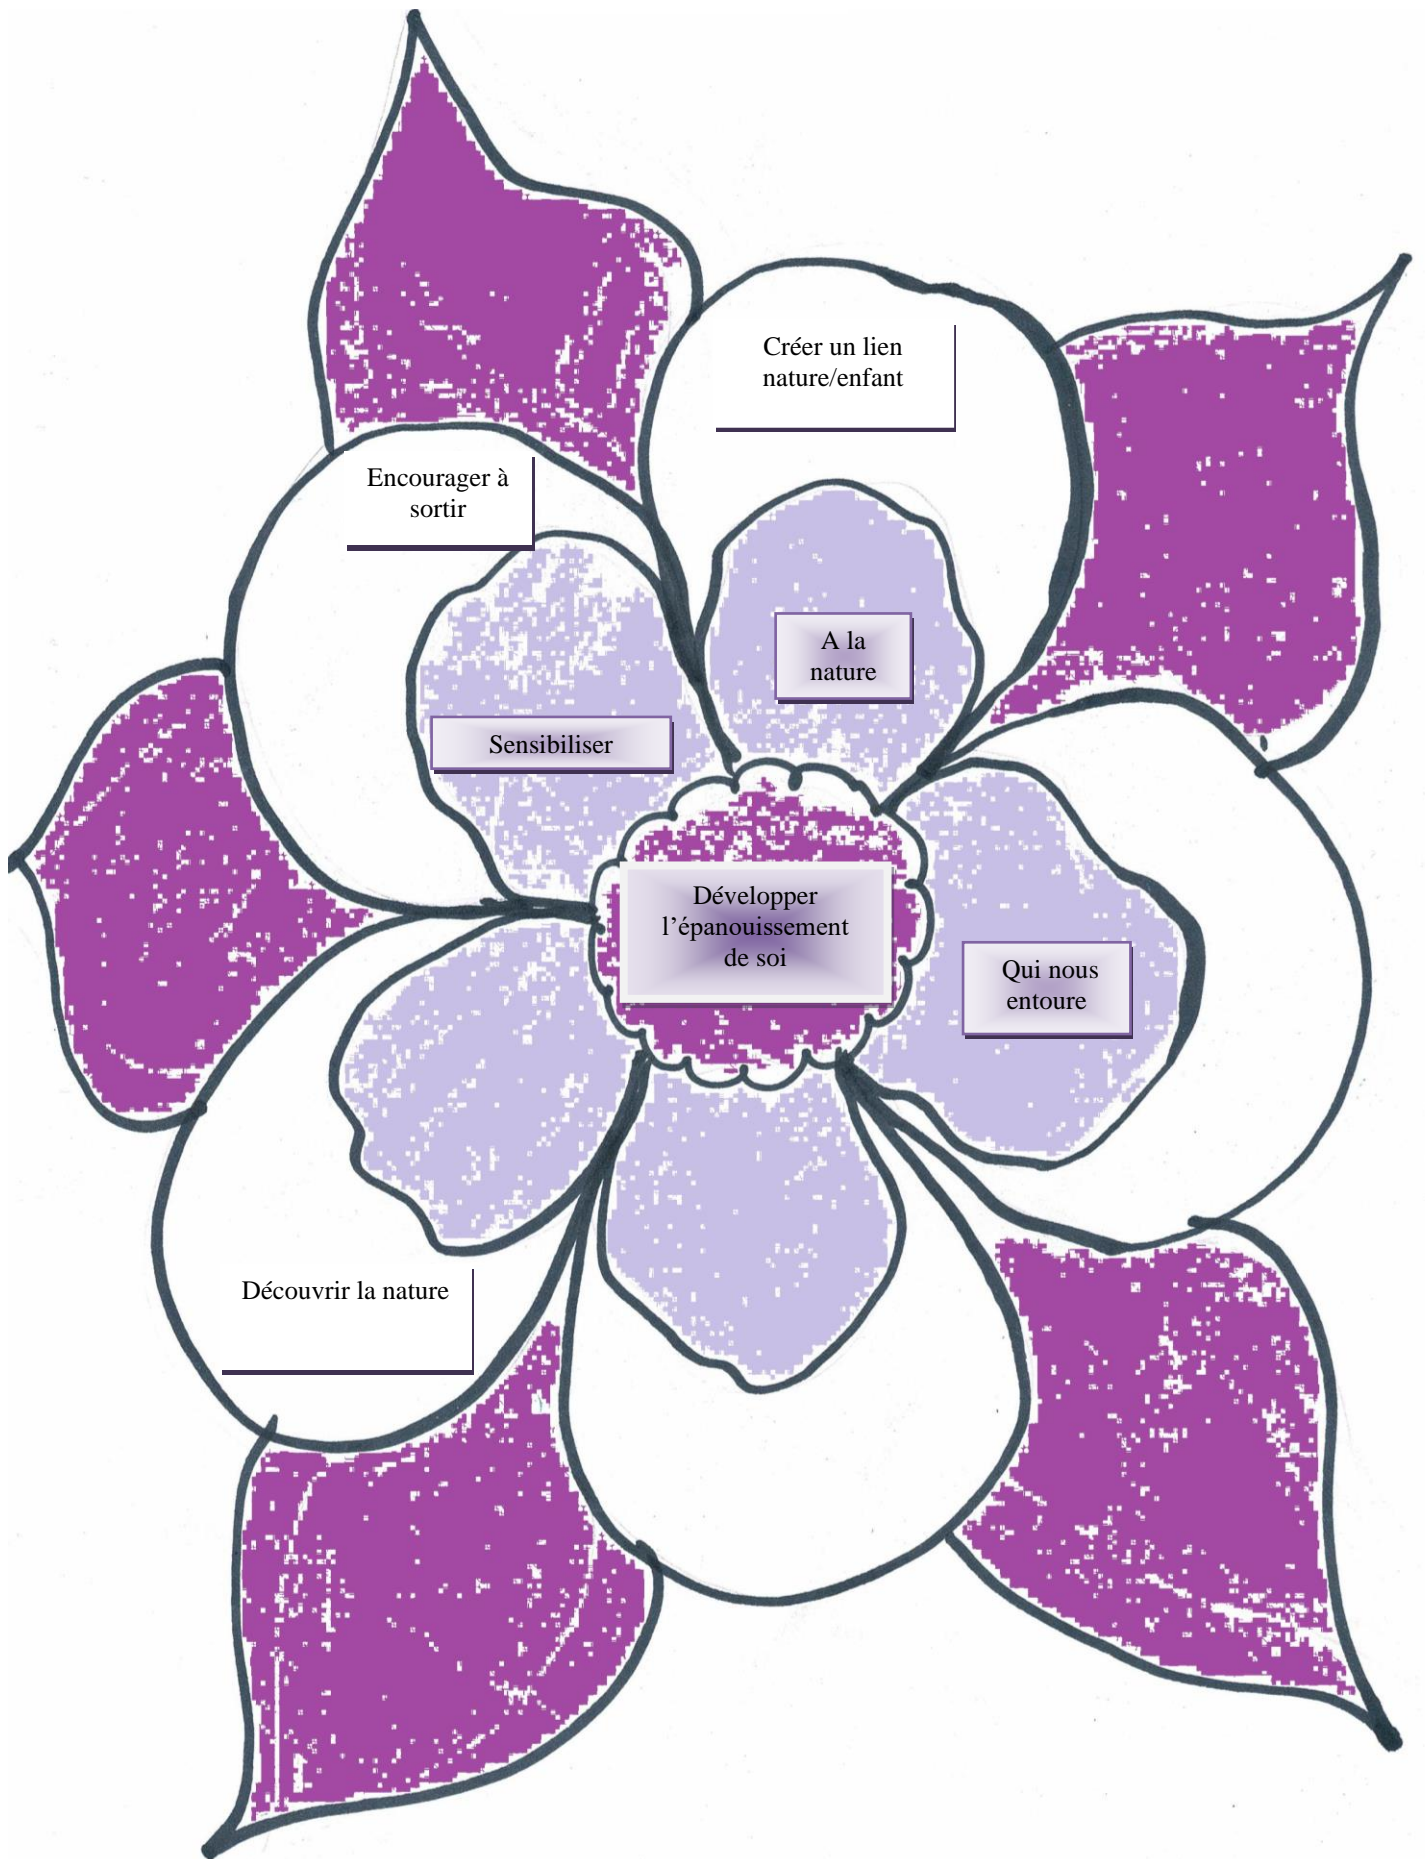 Créer un lien
nature/enfant
Encourager à
sortir
A la
nature
Sensibiliser
Développer
l’épanouissement
de soi
Qui nous
entoure
Découvrir la nature